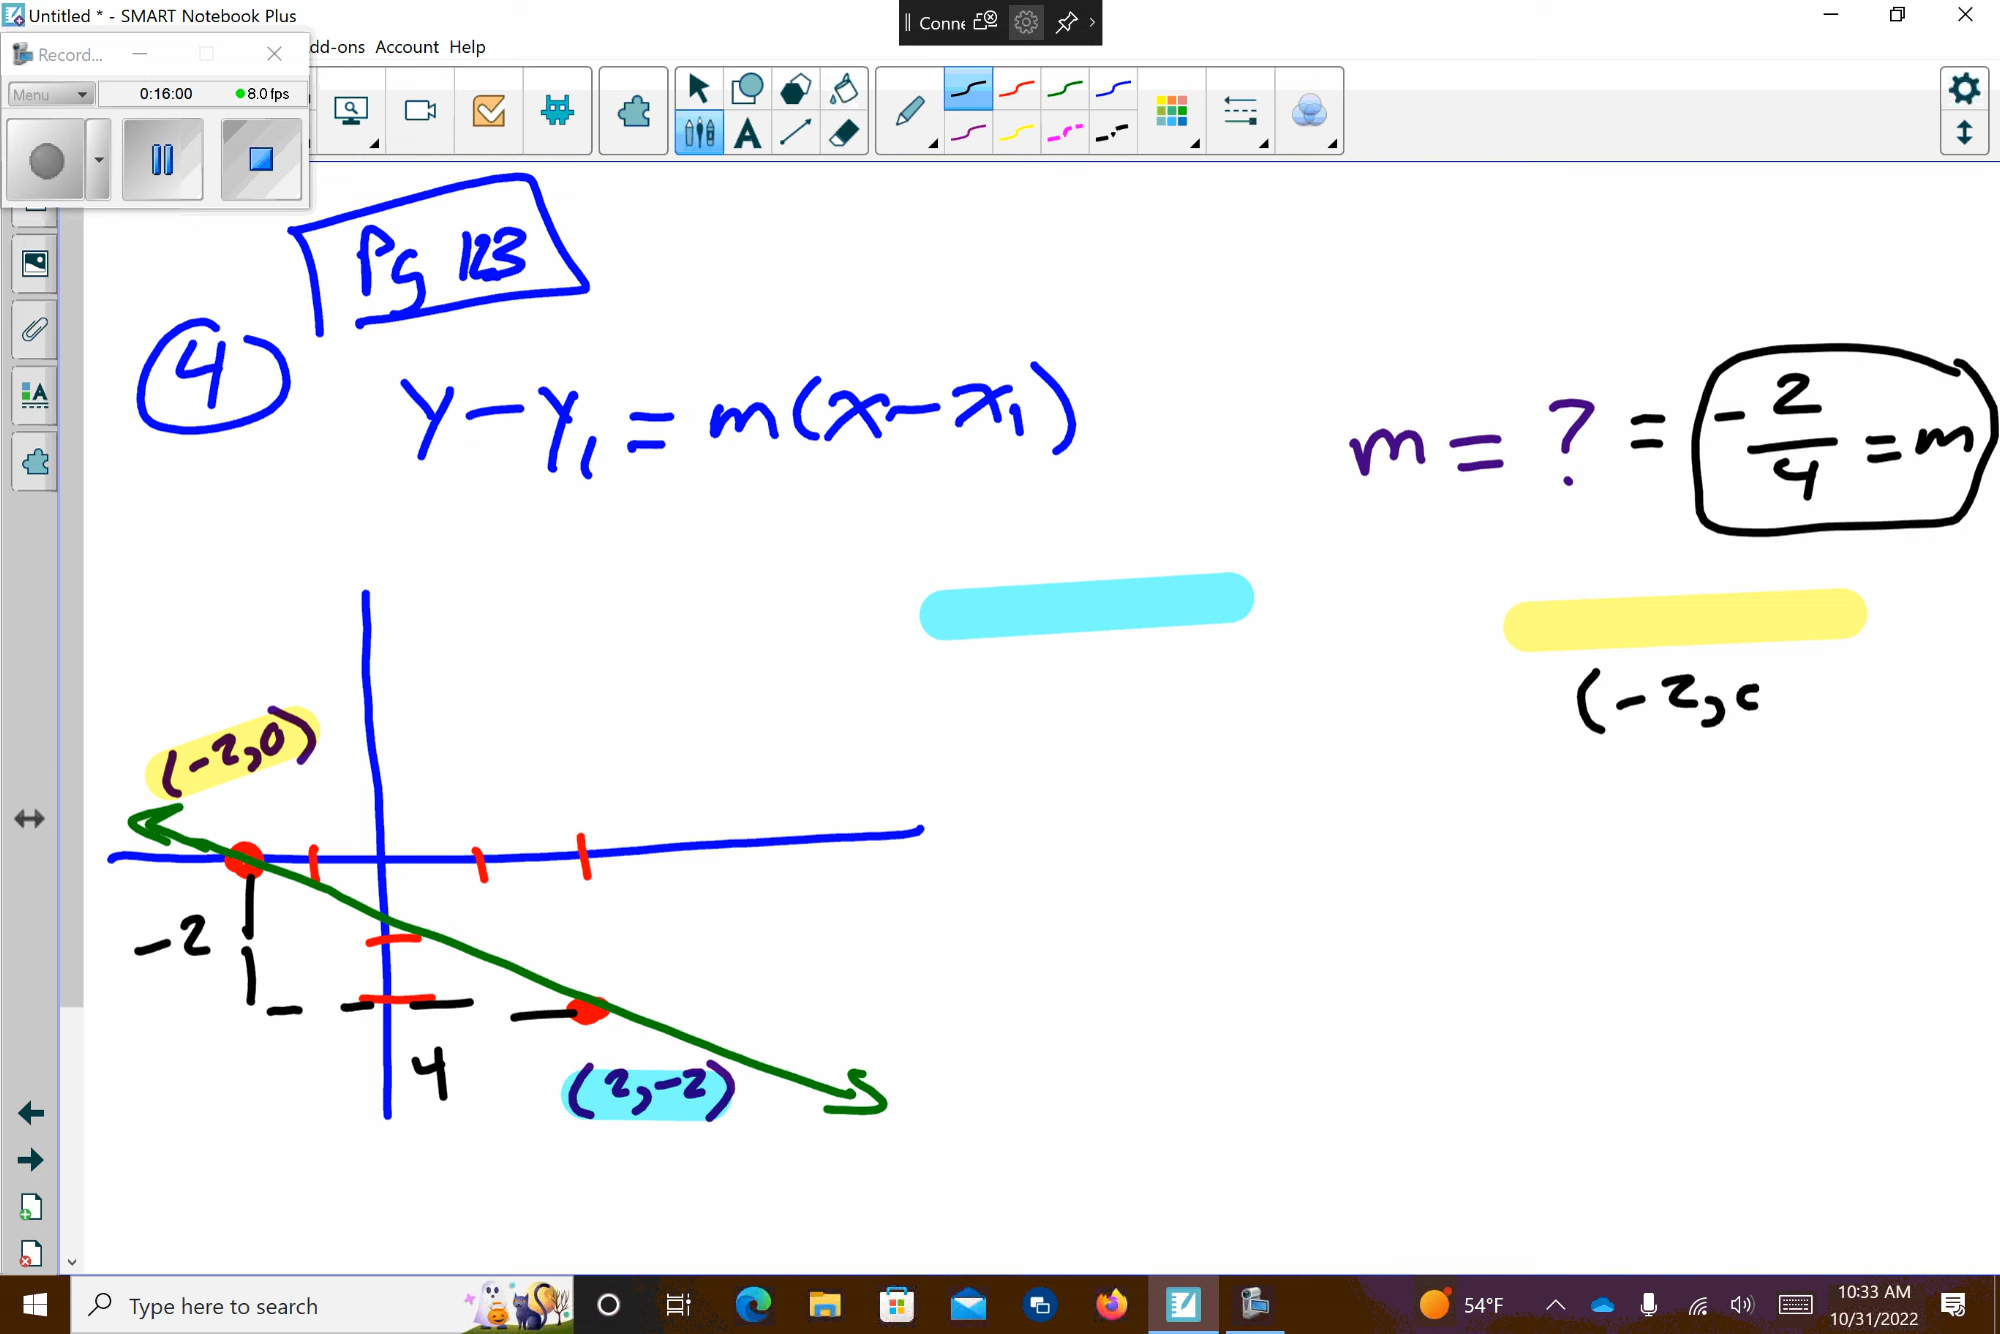 Untitled * - SMART Notebook Plus
Conne
Record...
dd-ons Account Help
Menu 0:16:00 8.0 fps
A
A
Pg 123
4
y - y1 = m(x - x1)
m = ? = - 2/4 = m
(-2,0)
(-2,
-2
4
(2,-2)
Type here to search
54°F
10:33 AM
10/31/2022